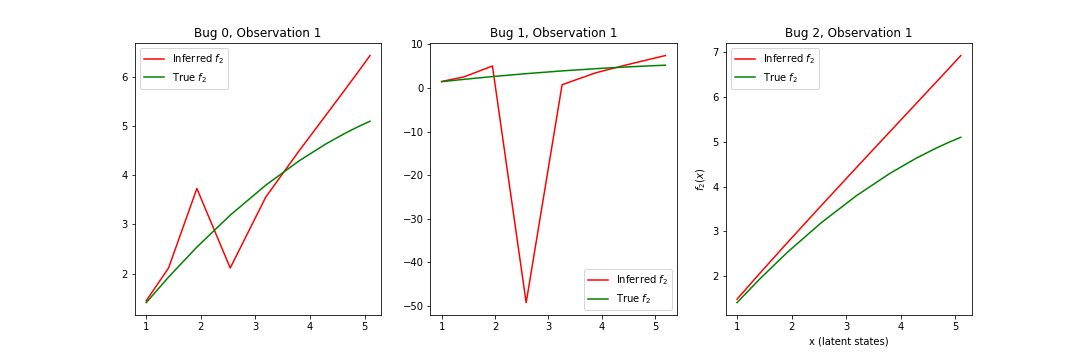 Bug 0, Observation 1
Inferred f₂
True f₂
6
5
4
3
2
1 2 3 4 5
Bug 1, Observation 1
10
0
−10
−20
−30
−40
−50
Inferred f₂
True f₂
1 2 3 4 5
Bug 2, Observation 1
Inferred f₂
True f₂
f₂(x)
7
6
5
4
3
2
1 2 3 4 5
x (latent states)